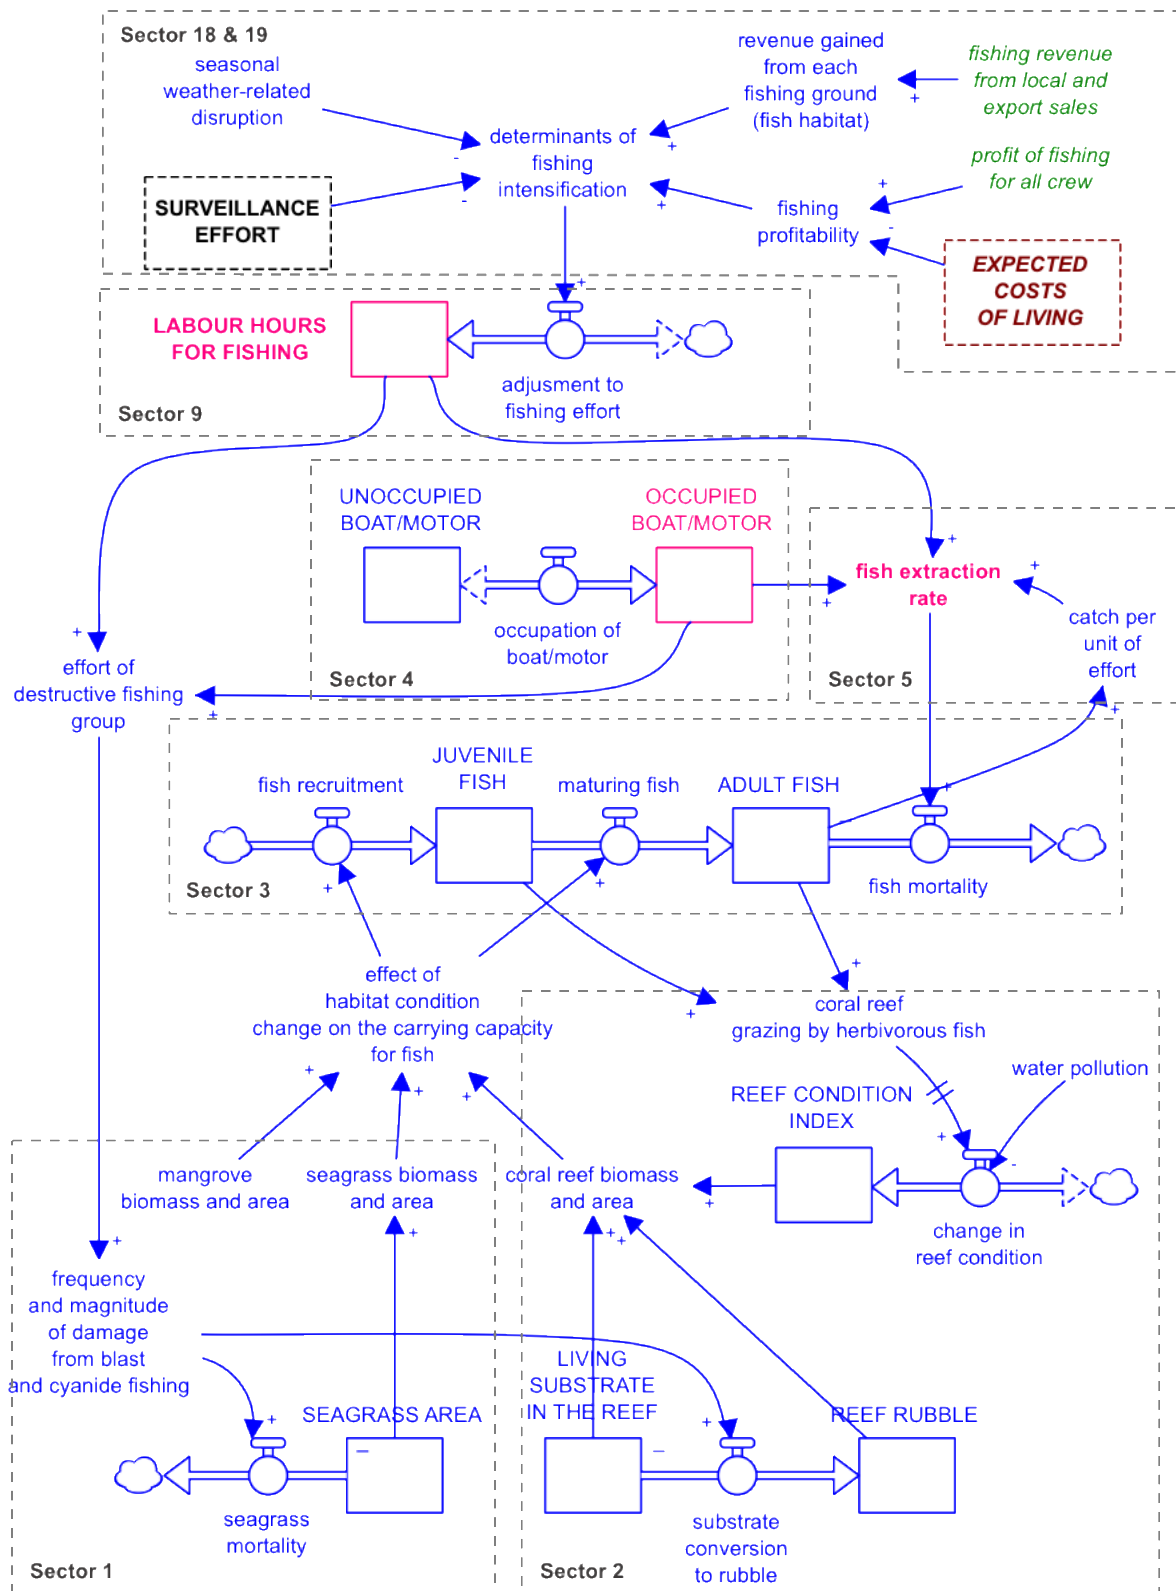 Sector 18 & 19
seasonal
weather-related
disruption
revenue gained
from each
fishing ground
(fish habitat)
fishing revenue
from local and
export sales
+
+
-
determinants of
fishing
intensification
profit of fishing
for all crew
SURVEILLANCE
EFFORT
-
+
+
-
fishing
profitability
EXPECTED
COSTS
OF LIVING
+
LABOUR HOURS
FOR FISHING
adjusment to
fishing effort
Sector 9
UNOCCUPIED
BOAT/MOTOR
OCCUPIED
BOAT/MOTOR
+
+
fish extraction
rate
+
catch per
unit of
effort
occupation of
boat/motor
Sector 4
Sector 5
+
effort of
destructive fishing
group
+
+
JUVENILE
FISH
fish recruitment
maturing fish
ADULT FISH
+
Sector 3
fish mortality
+
+
effect of
habitat condition
change on the carrying capacity
for fish
+
+
coral reef
grazing by herbivorous fish
water pollution
+
+
+
REEF CONDITION
INDEX
+
-
mangrove
biomass and area
seagrass biomass
and area
coral reef biomass
and area
+
change in
reef condition
+
+
+
+
frequency
and magnitude
of damage
from blast
and cyanide fishing
LIVING
SUBSTRATE
IN THE REEF
+
SEAGRASS AREA
+
REEF RUBBLE
–
–
seagrass
mortality
substrate
conversion
to rubble
Sector 1
Sector 2